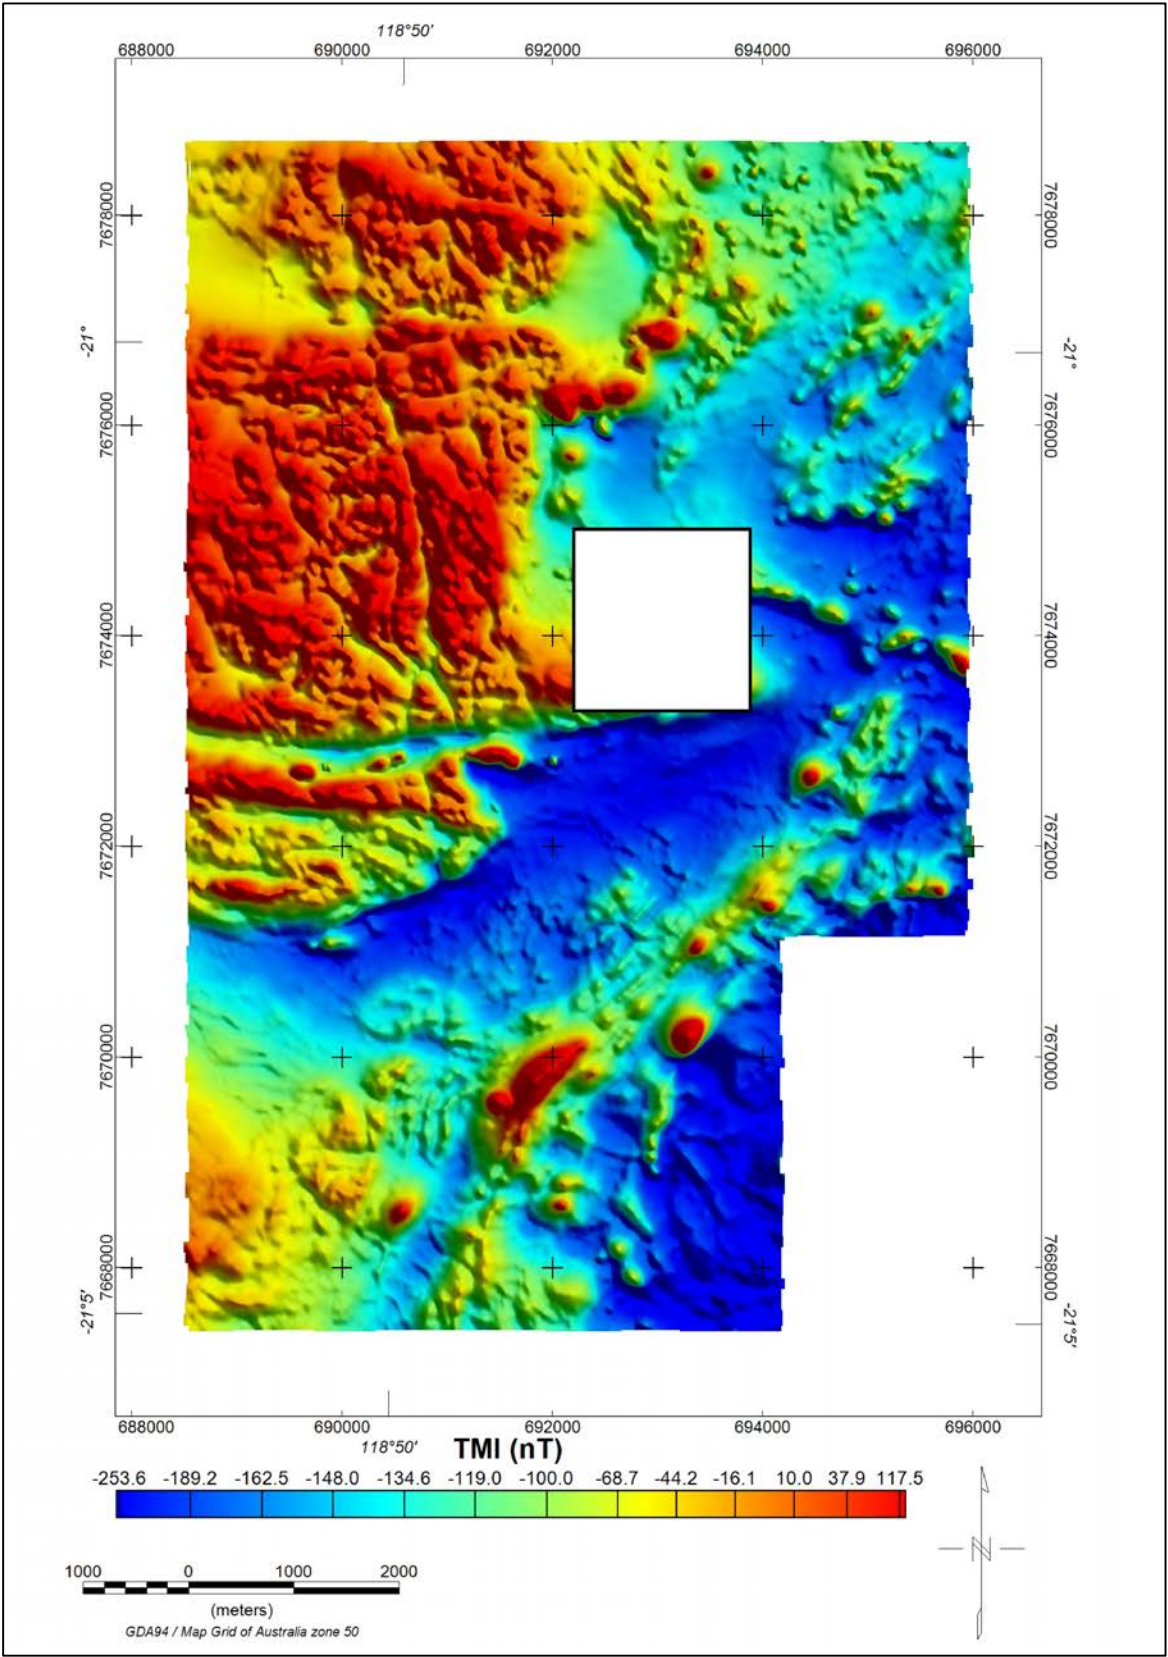 118°50'
688000 690000 692000 694000 696000
7678000 7678000
-21° -21°
7676000 7676000
7674000 7674000
7672000 7672000
7670000 7670000
7668000 7668000
-21°5' -21°5'
688000 690000 692000 694000 696000
118°50'
TMI (nT)
-253.6 -189.2 -162.5 -148.0 -134.6 -119.0 -100.0 -68.7 -44.2 -16.1 10.0 37.9 117.5
1000 0 1000 2000
(meters)
GDA94 / Map Grid of Australia zone 50
N